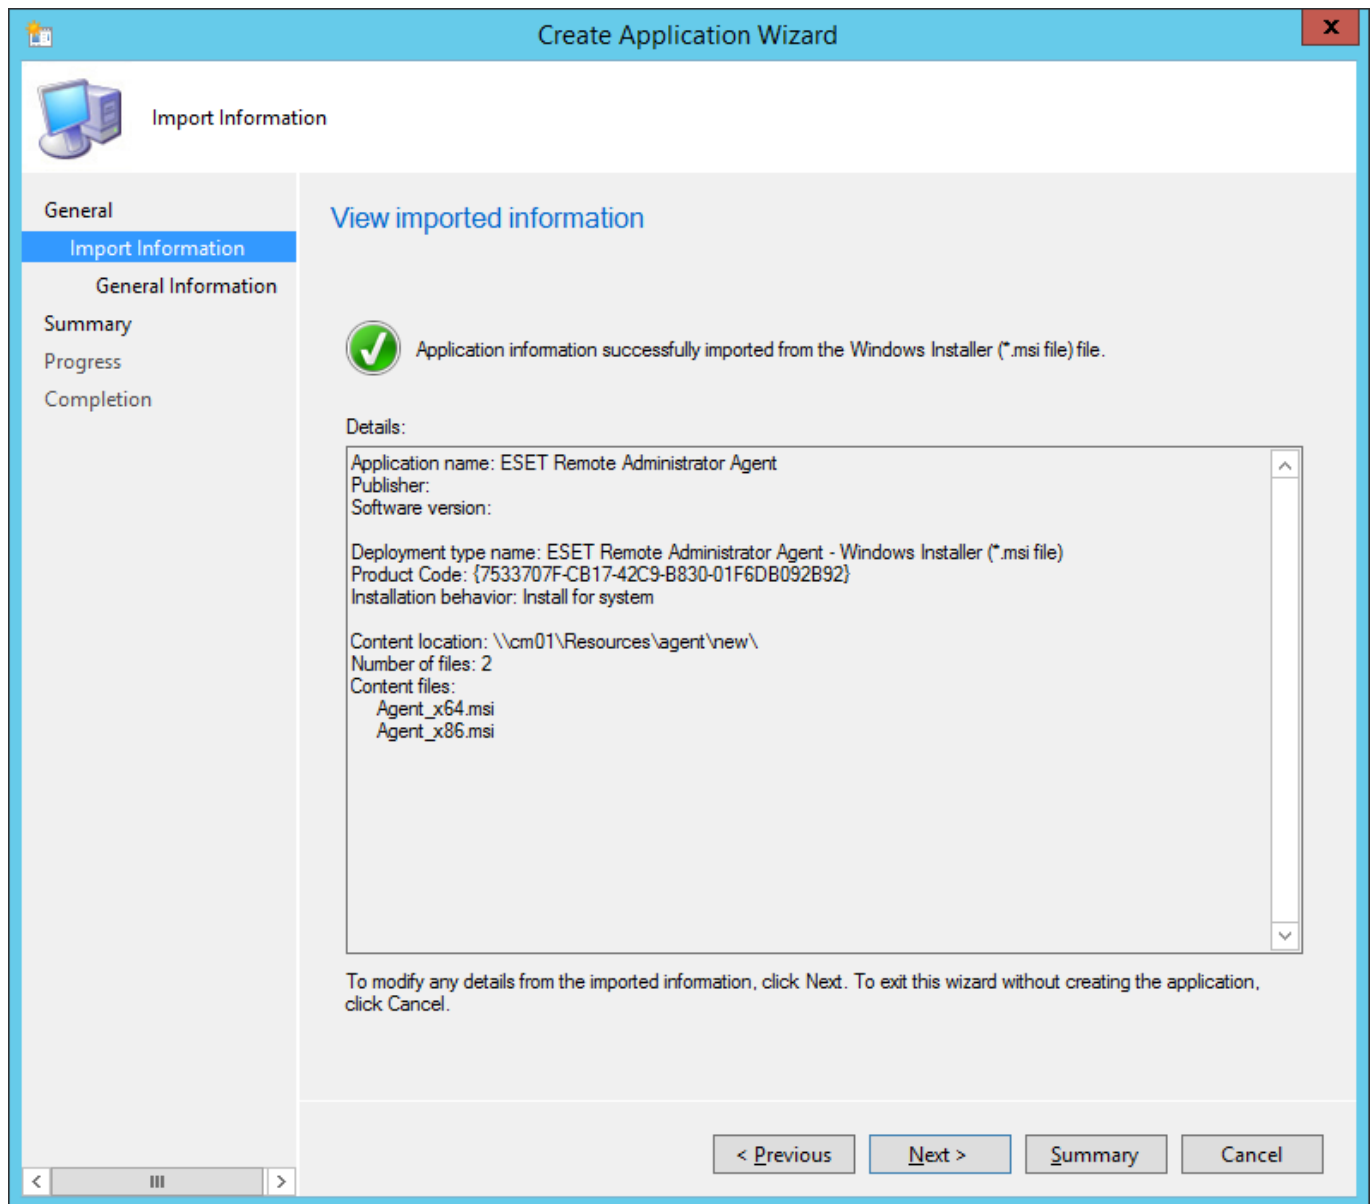 Create Application Wizard
x
Import Information
General
Import Information
General Information
Summary
Progress
Completion
View imported information
Application information successfully imported from the Windows Installer (*.msi file) file.
Details:
Application name: ESET Remote Administrator Agent
Publisher:
Software version:
Deployment type name: ESET Remote Administrator Agent - Windows Installer (*.msi file)
Product Code: {7533707F-CB17-42C9-B830-01F6DB092B92}
Installation behavior: Install for system
Content location: \\cm01\Resources\agent\new\
Number of files: 2
Content files:
Agent_x64.msi
Agent_x86.msi
To modify any details from the imported information, click Next. To exit this wizard without creating the application,
click Cancel.
< Previous
Next >
Summary
Cancel